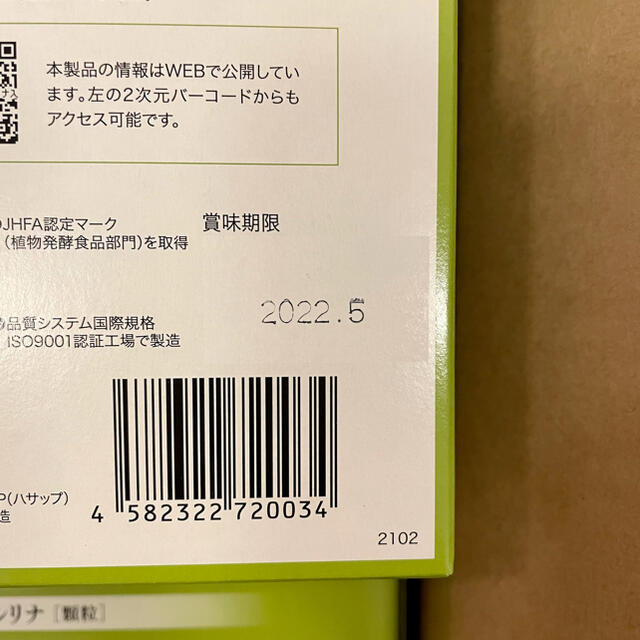 本製品の情報はWEBで公開してい
ます。左の2次元バーコードからも
アクセス可能です。
JHFA認定マーク
（植物発酵食品部門）を取得
賞味期限
2022.5
品質システム国際規格
ISO9001認証工場で製造
P（ハサップ）
造
4 582322 720034
2102
ルリナ［顆粒］